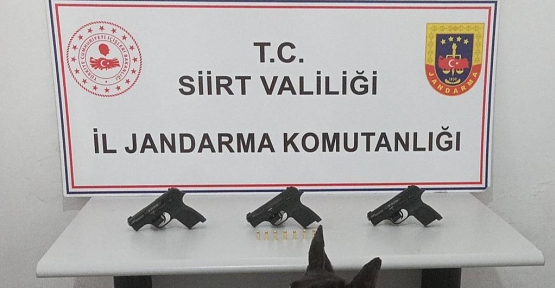 T.C.
SİİRT VALİLİĞİ
İL JANDARMA KOMUTANLIĞI
JANDARMA